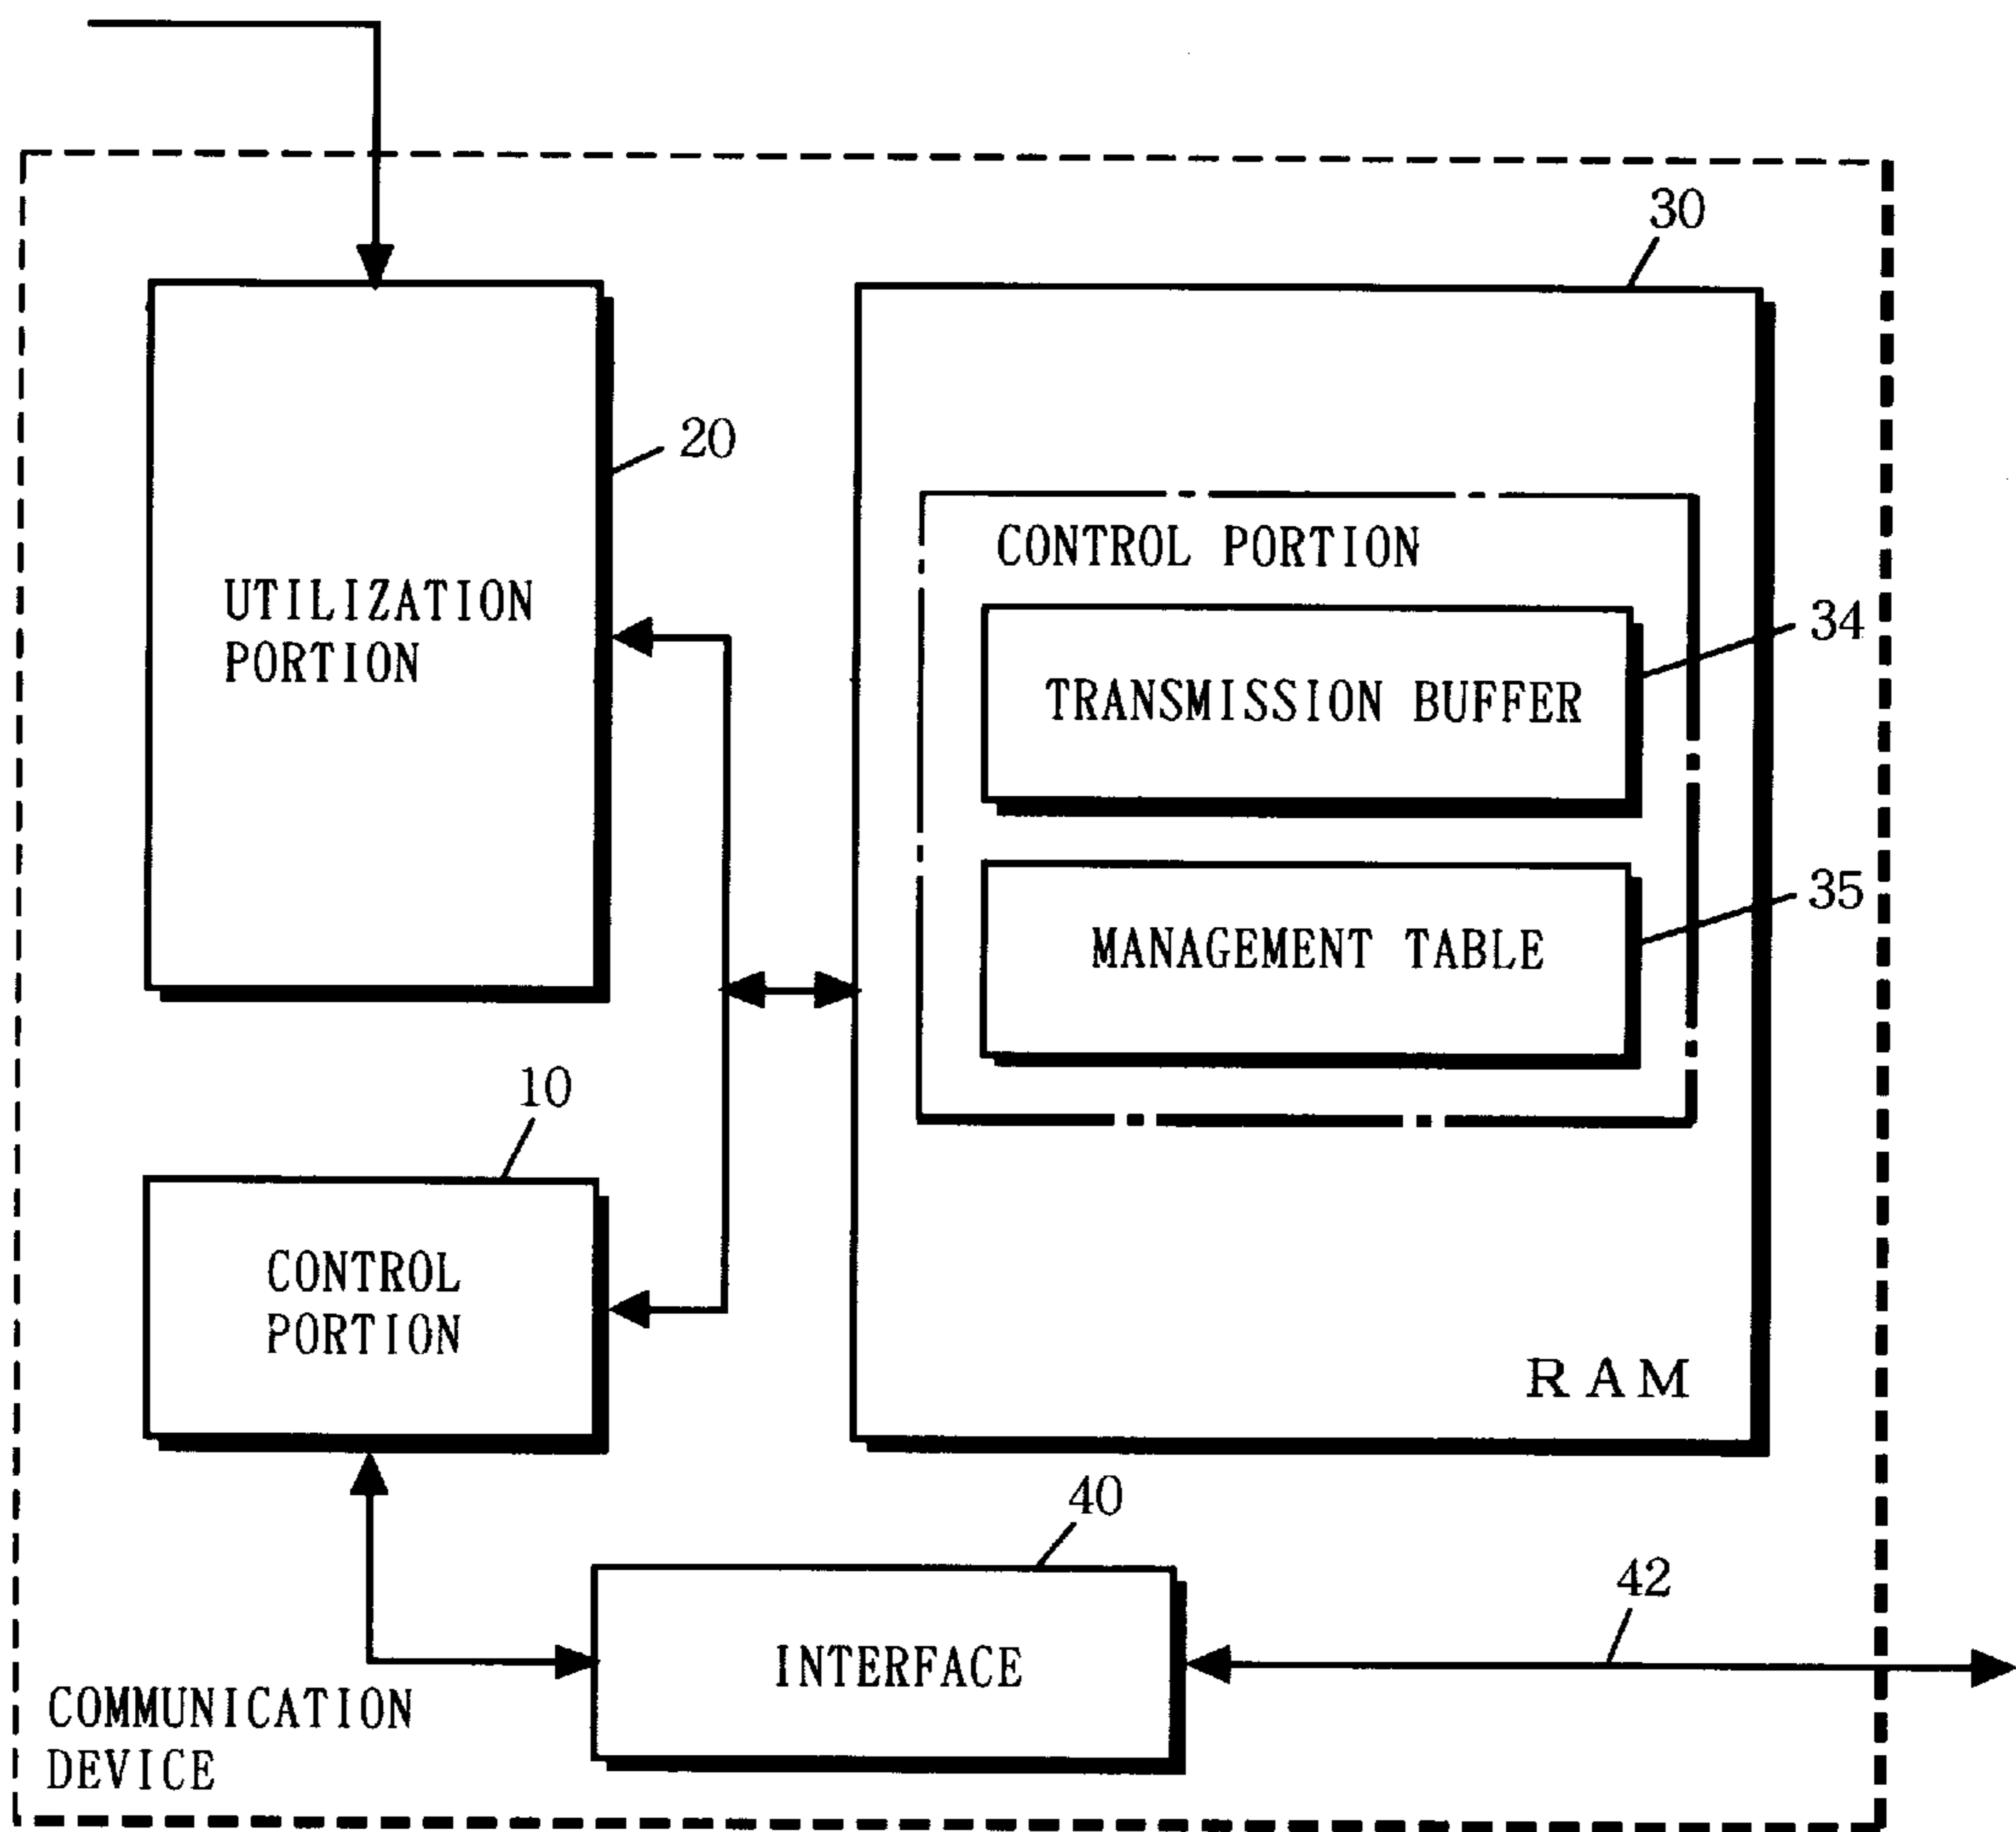 30
20
CONTROL PORTION
UTILIZATION
PORTION
34
TRANSMISSION BUFFER
35
MANAGEMENT TABLE
10
CONTROL
PORTION
RAM
40
42
INTERFACE
COMMUNICATION
DEVICE